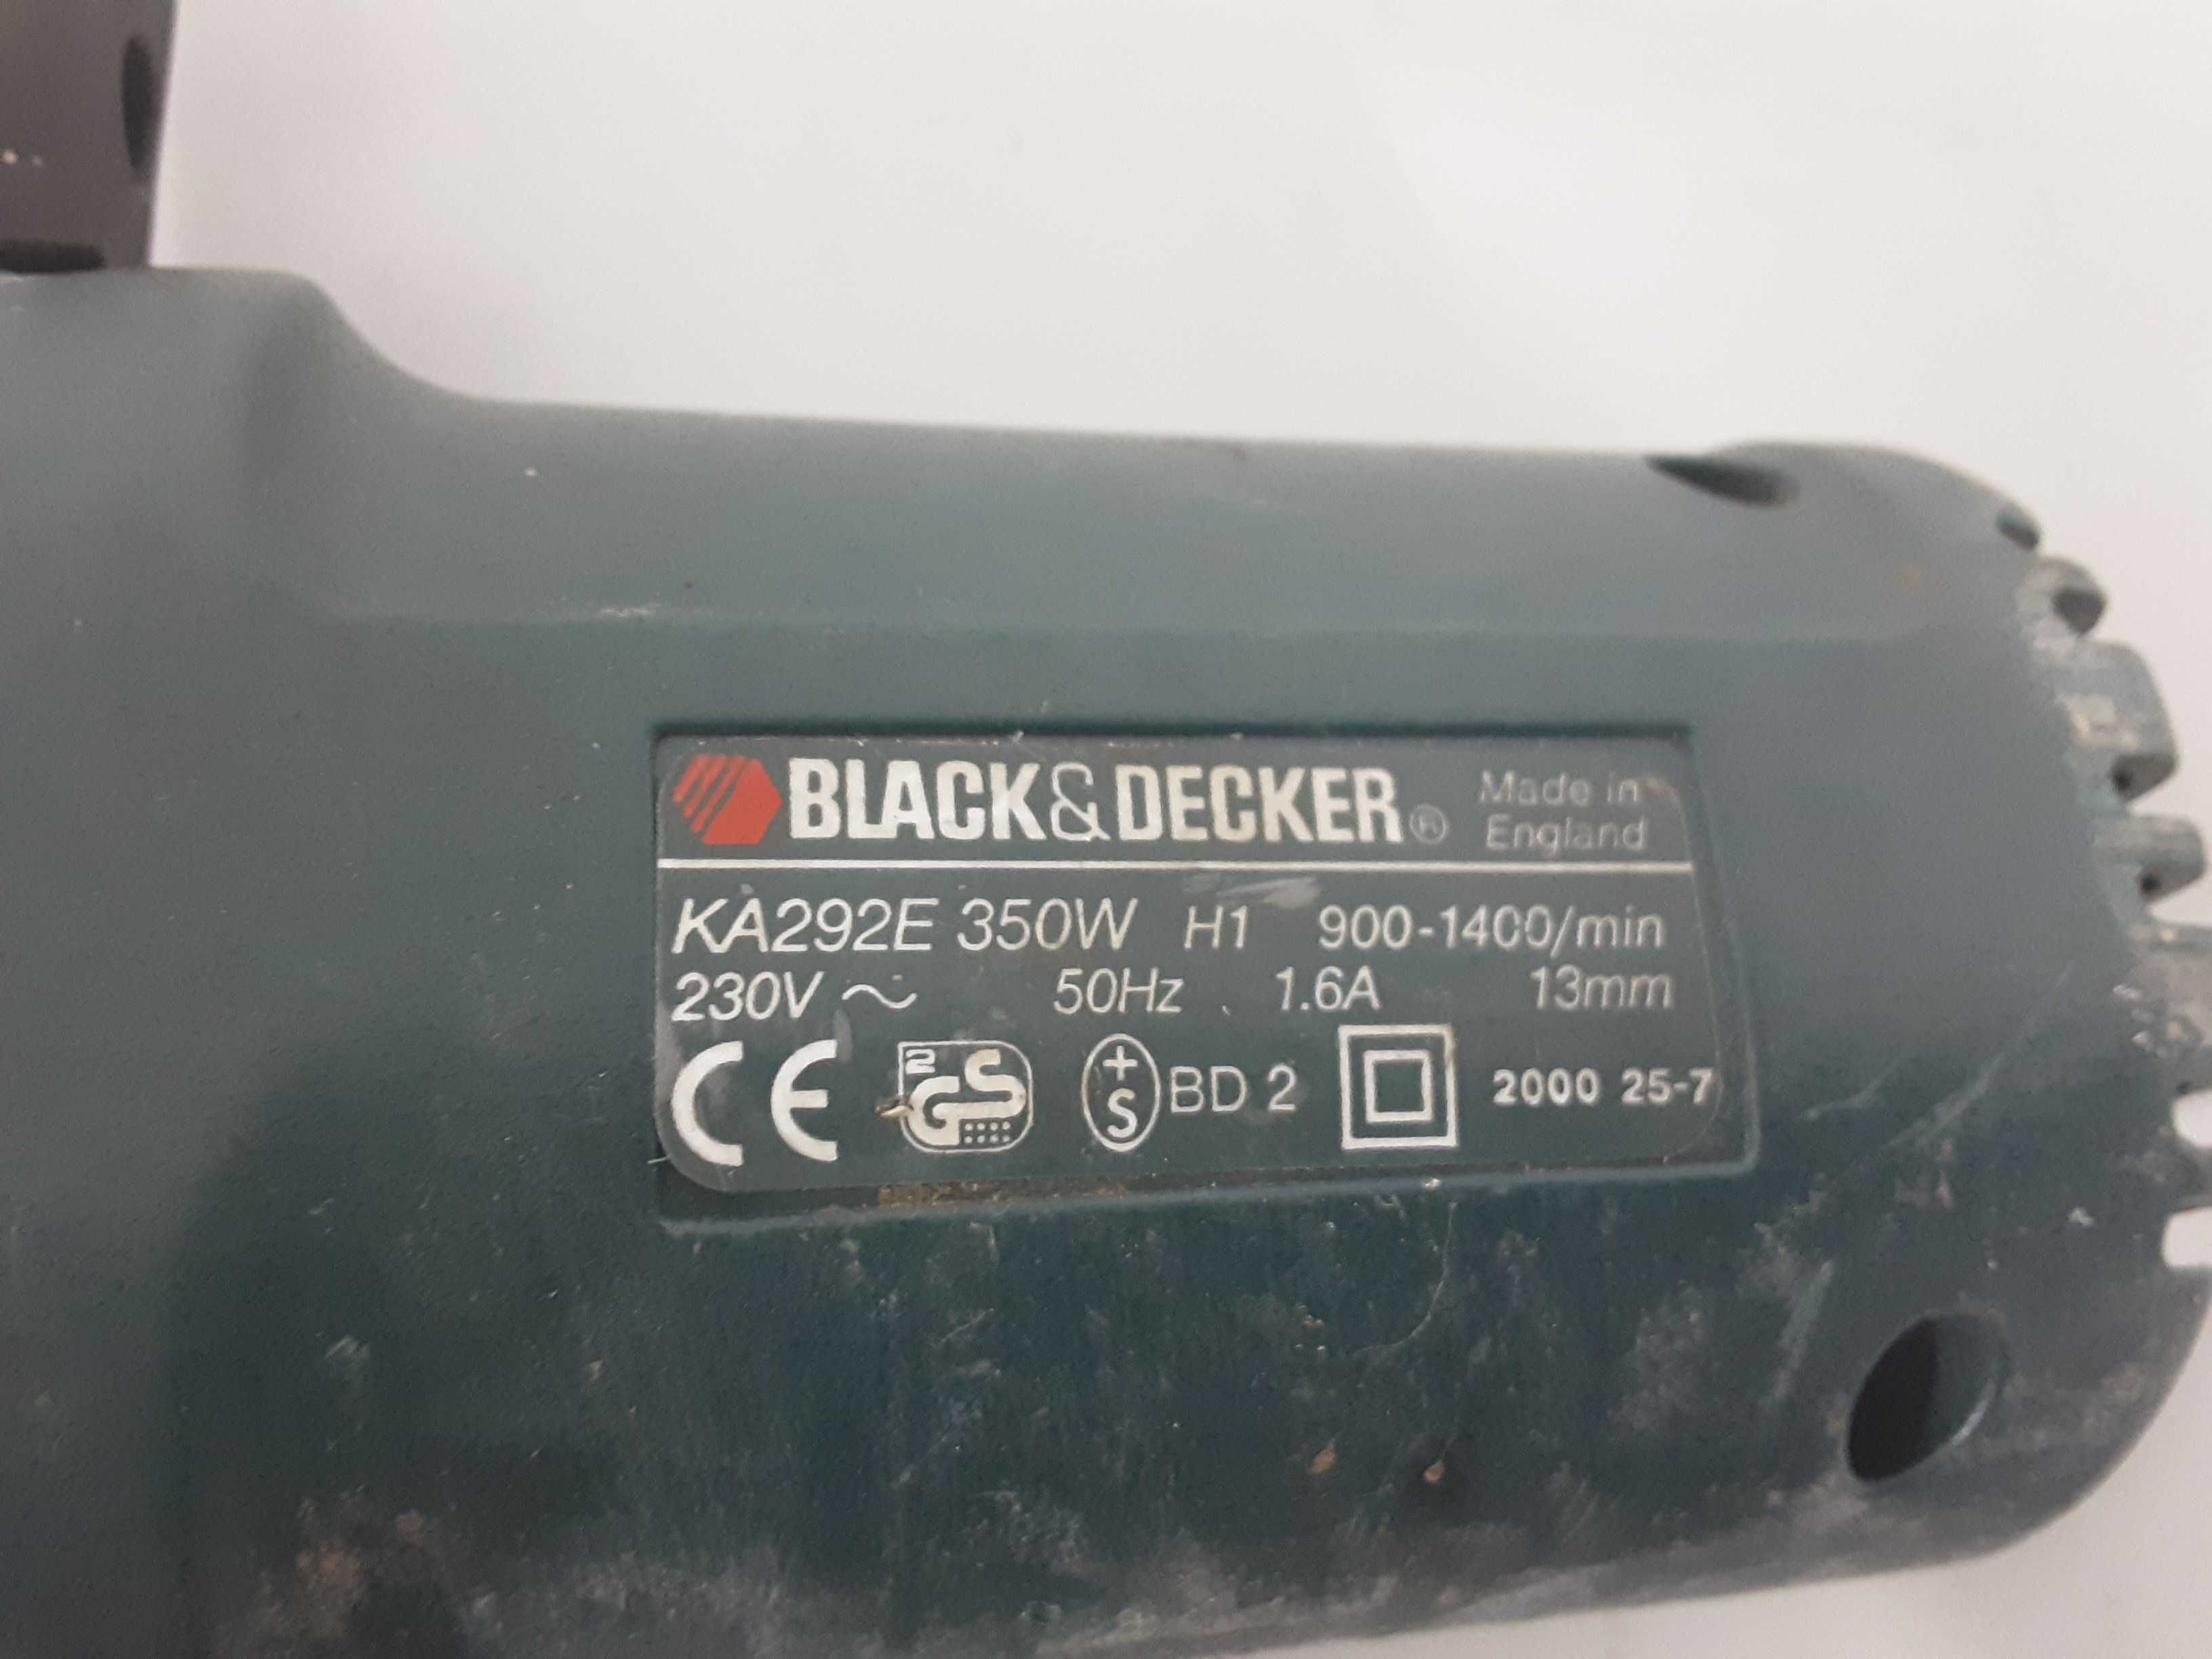 BLACK&DECKER® Made in England
KA292E 350W H1 900-1400/min
230V ~ 50Hz 1.6A 13mm
CE 2GS +S BD 2 2000 25-7